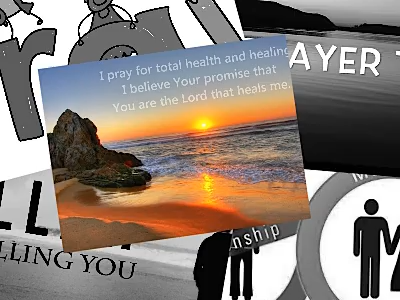 I pray for total health and healing
I believe Your promise that
You are the Lord that heals me.
AYER
LLING YOU
nship